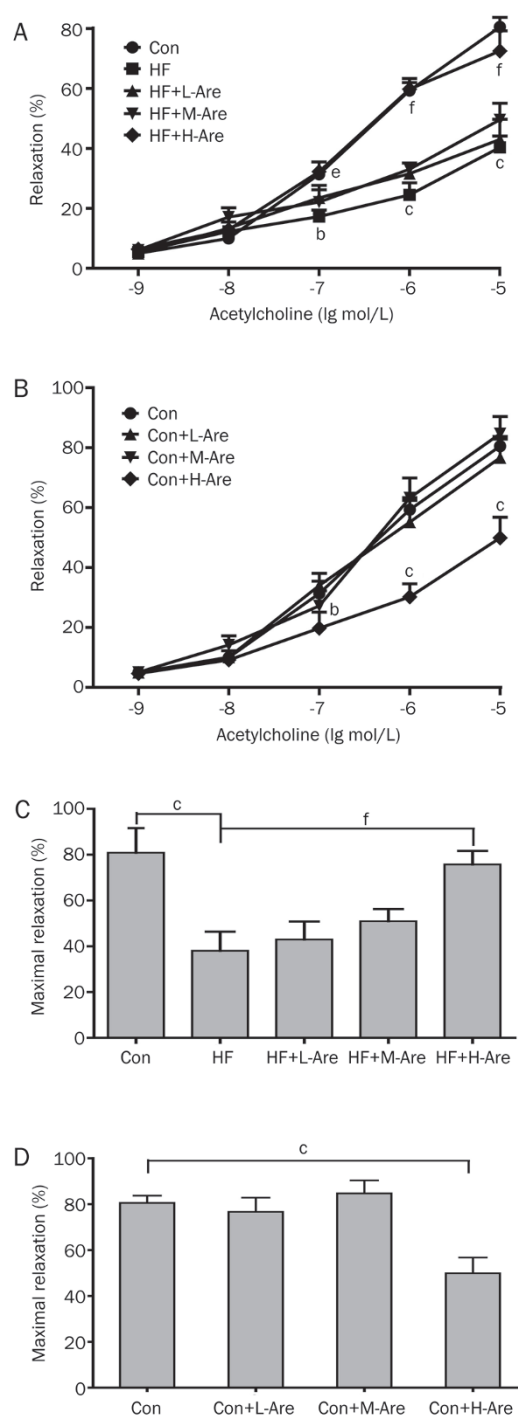 A
Con
HF
HF+L-Are
HF+M-Are
HF+H-Are
Relaxation (%)
80
60
40
20
0
e
f
f
b
c
c
-9 -8 -7 -6 -5
Acetylcholine (lg mol/L)
B
Con
Con+L-Are
Con+M-Are
Con+H-Are
Relaxation (%)
100
80
60
40
20
0
b
c
c
-9 -8 -7 -6 -5
Acetylcholine (lg mol/L)
C
Maximal relaxation (%)
100
80
60
40
20
0
c
f
Con HF HF+L-Are HF+M-Are HF+H-Are
D
Maximal relaxation (%)
100
80
60
40
20
0
c
Con Con+L-Are Con+M-Are Con+H-Are